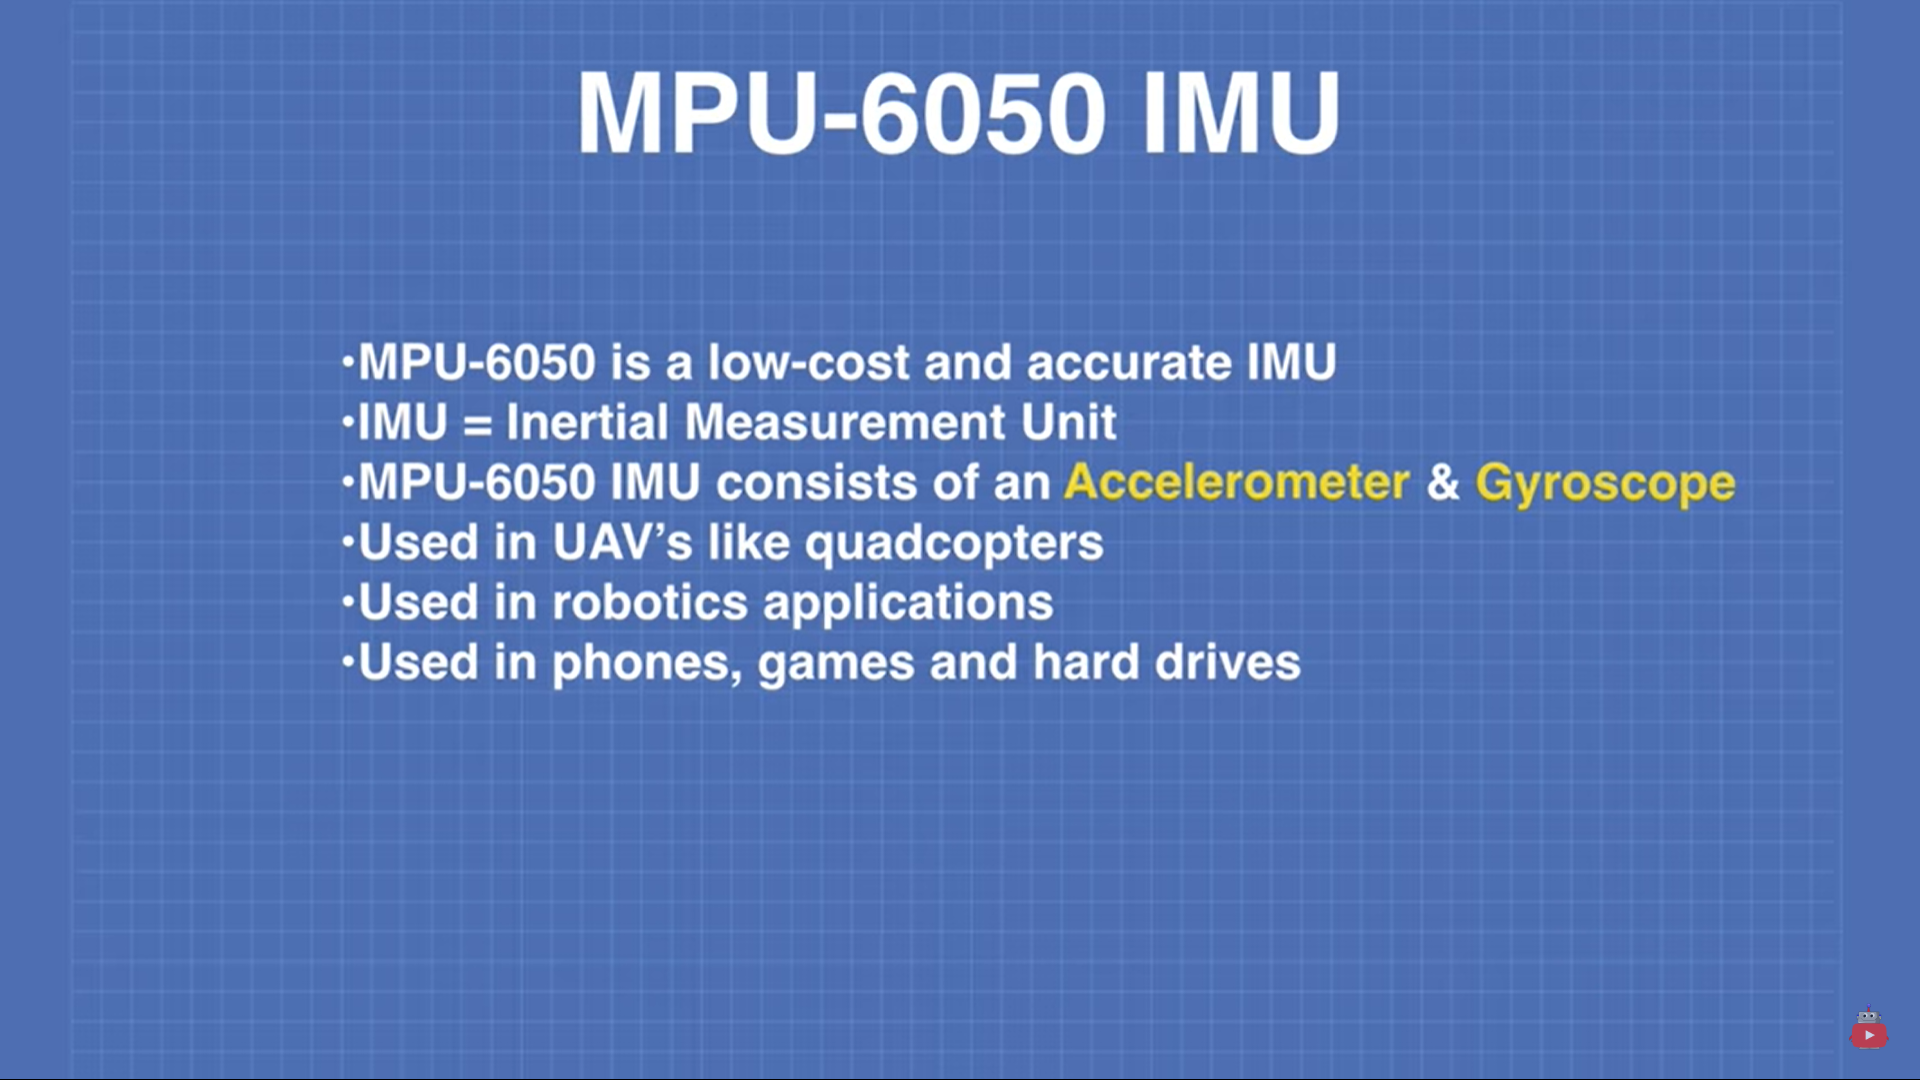 MPU-6050 IMU
•MPU-6050 is a low-cost and accurate IMU
•IMU = Inertial Measurement Unit
•MPU-6050 IMU consists of an Accelerometer & Gyroscope
•Used in UAV’s like quadcopters
•Used in robotics applications
•Used in phones, games and hard drives